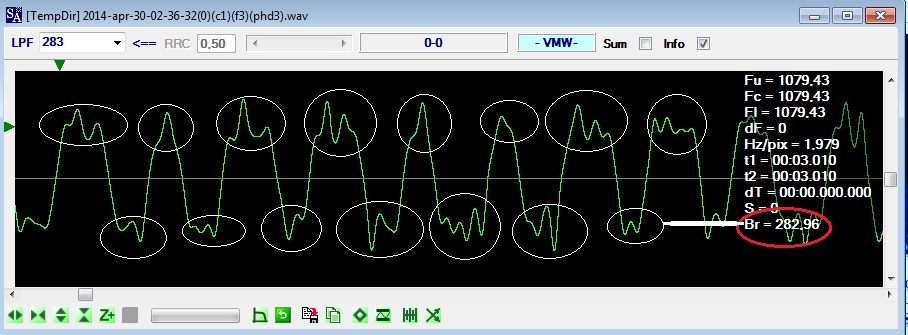 SA [TempDir] 2014-apr-30-02-36-32(0)(c1)(f3)(phd3).wav
LPF 283 <== RRC 0,50 0-0 - VMW- Sum Info
Fu = 1079,43
Fc = 1079,43
Fl = 1079,43
dF = 0
Hz/pix = 1,979
t1 = 00:03.010
t2 = 00:03.010
dT = 00:00.000.000
Br = 282,96
Z+